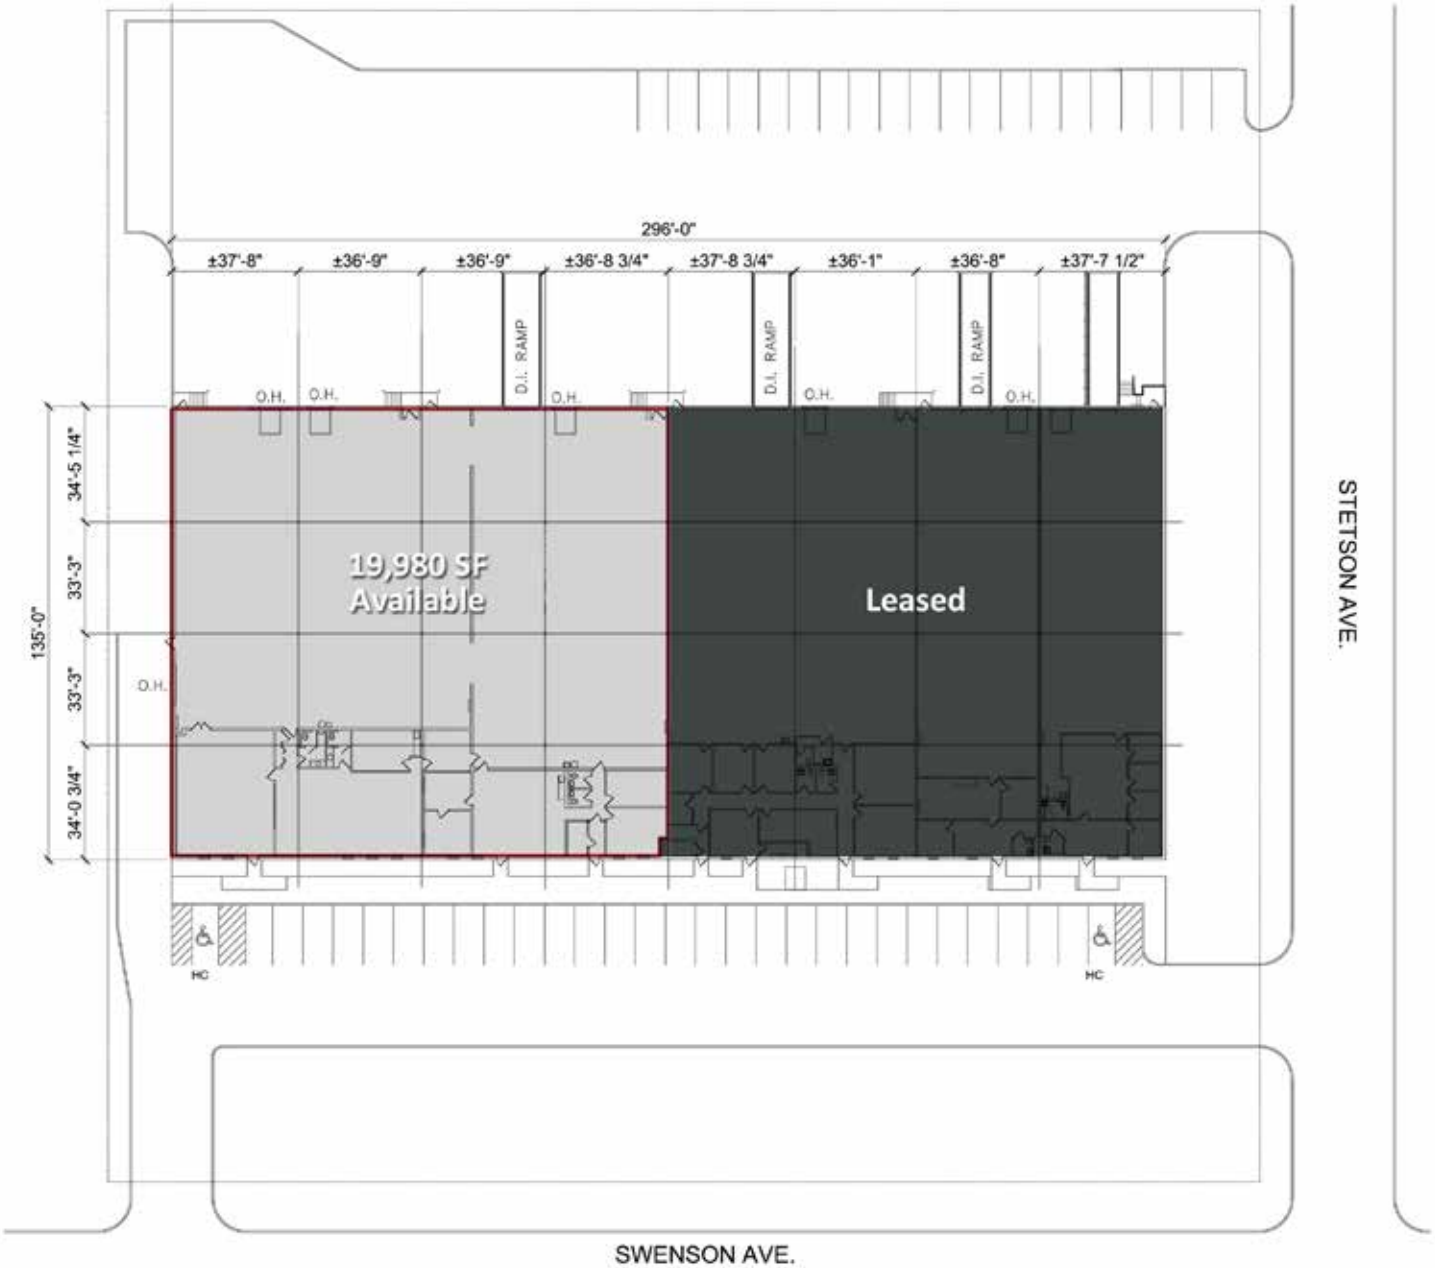 296'-0"
±37'-8" ±36'-9" ±36'-9" ±36'-8 3/4" ±37'-8 3/4" ±36'-1" ±36'-8" ±37'-7 1/2"
D.I. RAMP
D.I. RAMP
D.I. RAMP
O.H. O.H. O.H. O.H. O.H.
34'-5 1/4"
33'-3"
33'-3"
34'-0 3/4"
135'-0"
19,980 SF
Available
Leased
O.H.
STETSON AVE.
HC HC
SWENSON AVE.